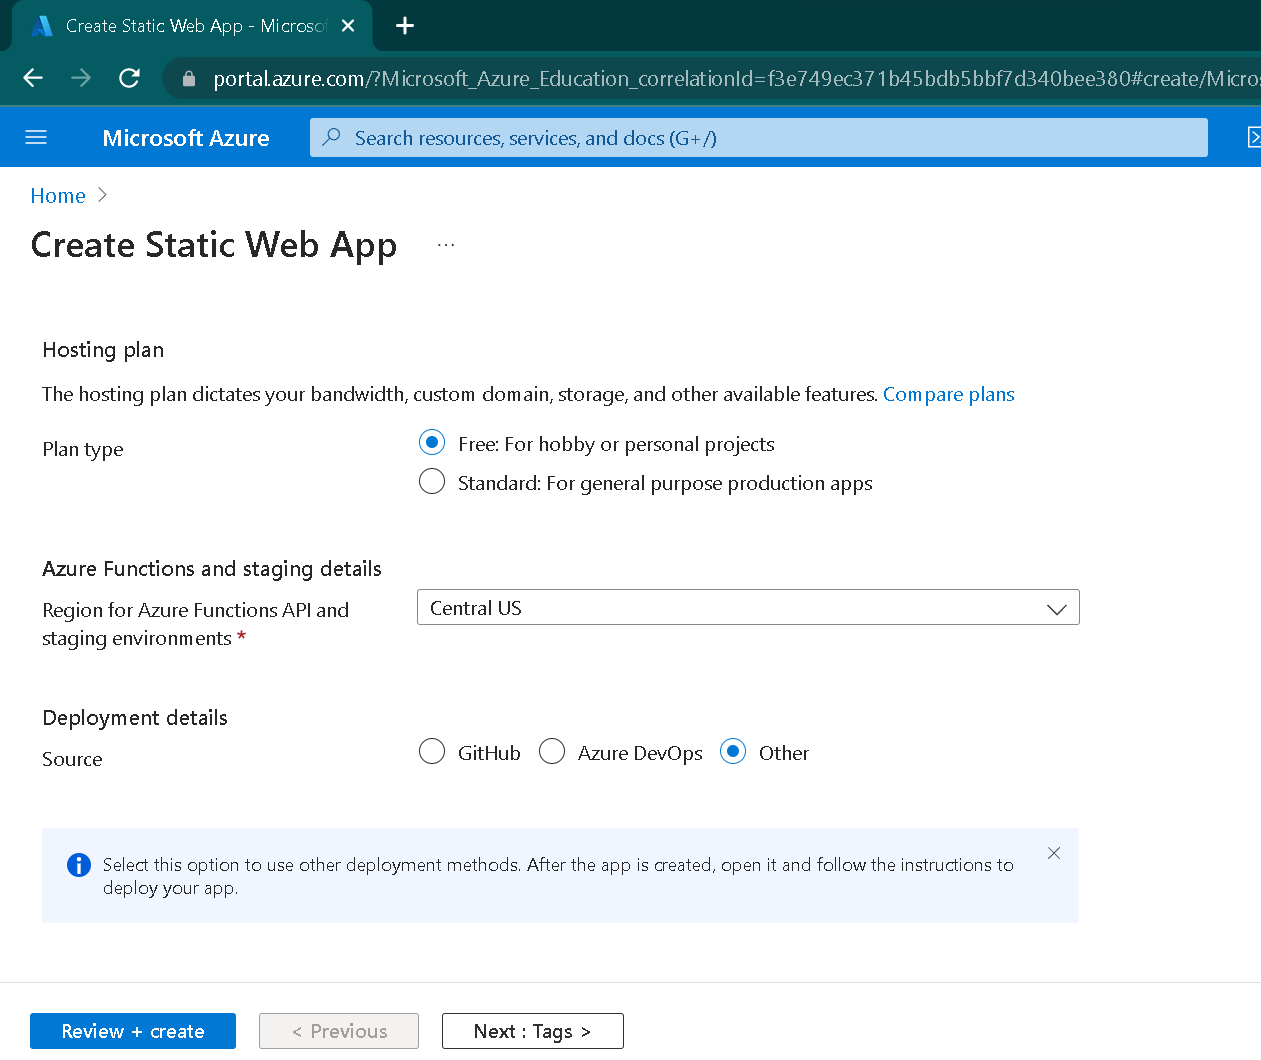 Create Static Web App - Microsof
portal.azure.com/?Microsoft_Azure_Education_correlationId=f3e749ec371b45bdb5bbf7d340bee380#create/Micros
Microsoft Azure
Search resources, services, and docs (G+/)
Home >
Create Static Web App ...
Hosting plan
The hosting plan dictates your bandwidth, custom domain, storage, and other available features. Compare plans
Plan type
Free: For hobby or personal projects
Standard: For general purpose production apps
Azure Functions and staging details
Region for Azure Functions API and
staging environments *
Central US
Deployment details
Source
GitHub Azure DevOps Other
Select this option to use other deployment methods. After the app is created, open it and follow the instructions to
deploy your app.
Review + create < Previous Next : Tags >